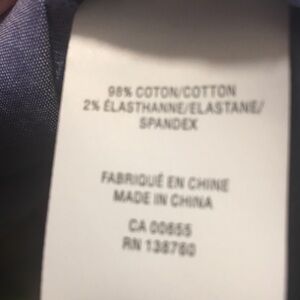 98% COTON/COTTON
2% ÉLASTHANNE/ELASTANE/
SPANDEX
FABRIQUÉ EN CHINE
MADE IN CHINA
CA 00655
RN 138760